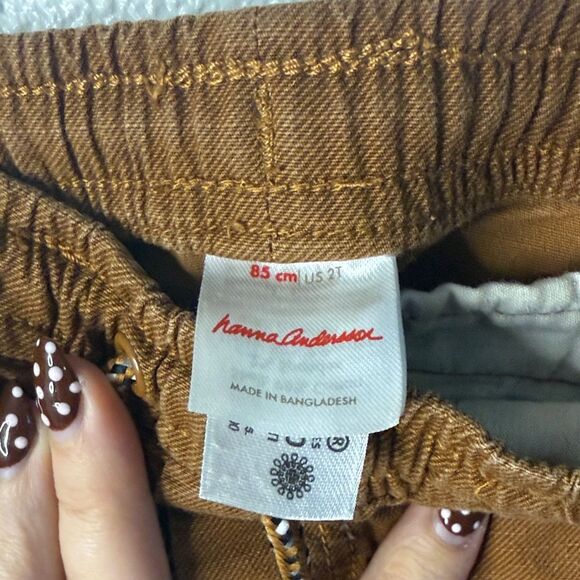 85 cm | US 2T
hanna andersson
MADE IN BANGLADESH
®